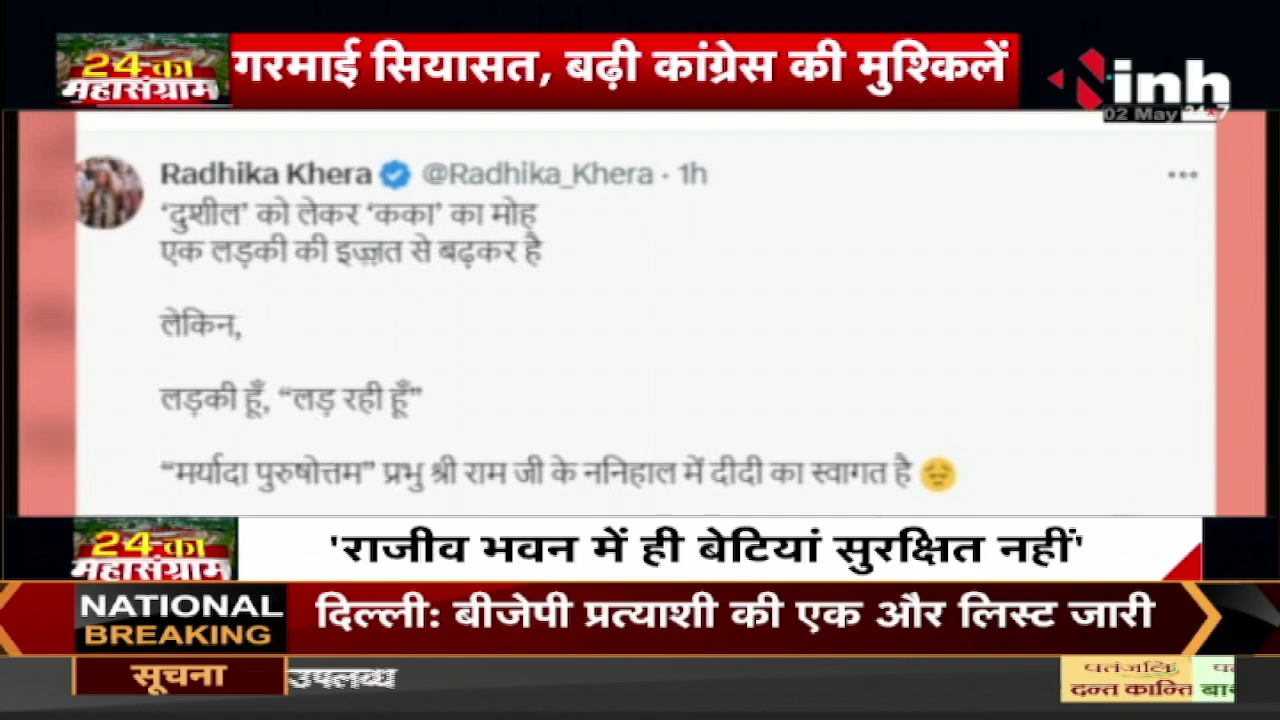 24 का
महासंग्राम
गरमाई सियासत, बढ़ी कांग्रेस की मुश्किलें
inh
02 May 24x7
Radhika Khera @Radhika_Khera · 1h
‘दुशील’ को लेकर ‘कका’ का मोह
एक लड़की की इज़्ज़त से बढ़कर है
लेकिन,
लड़की हूँ, “लड़ रही हूँ”
“मर्यादा पुरुषोत्तम” प्रभु श्री राम जी के ननिहाल में दीदी का स्वागत है
24 का
महासंग्राम
'राजीव भवन में ही बेटियां सुरक्षित नहीं'
NATIONAL
BREAKING
दिल्ली: बीजेपी प्रत्याशी की एक और लिस्ट जारी
सूचना
उपलब्ध
पतंजलि
दन्त कान्ति